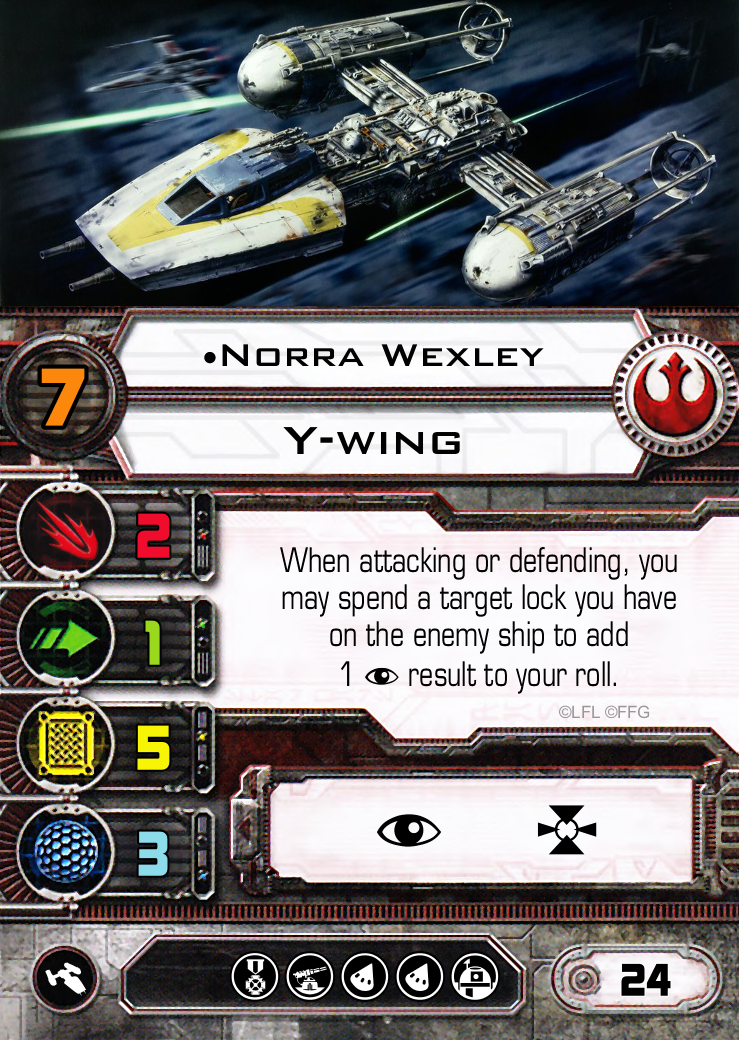 •Norra Wexley
7
Y-wing
2
When attacking or defending, you
may spend a target lock you have
on the enemy ship to add
1 result to your roll.
©LFL ©FFG
1
5
3
24